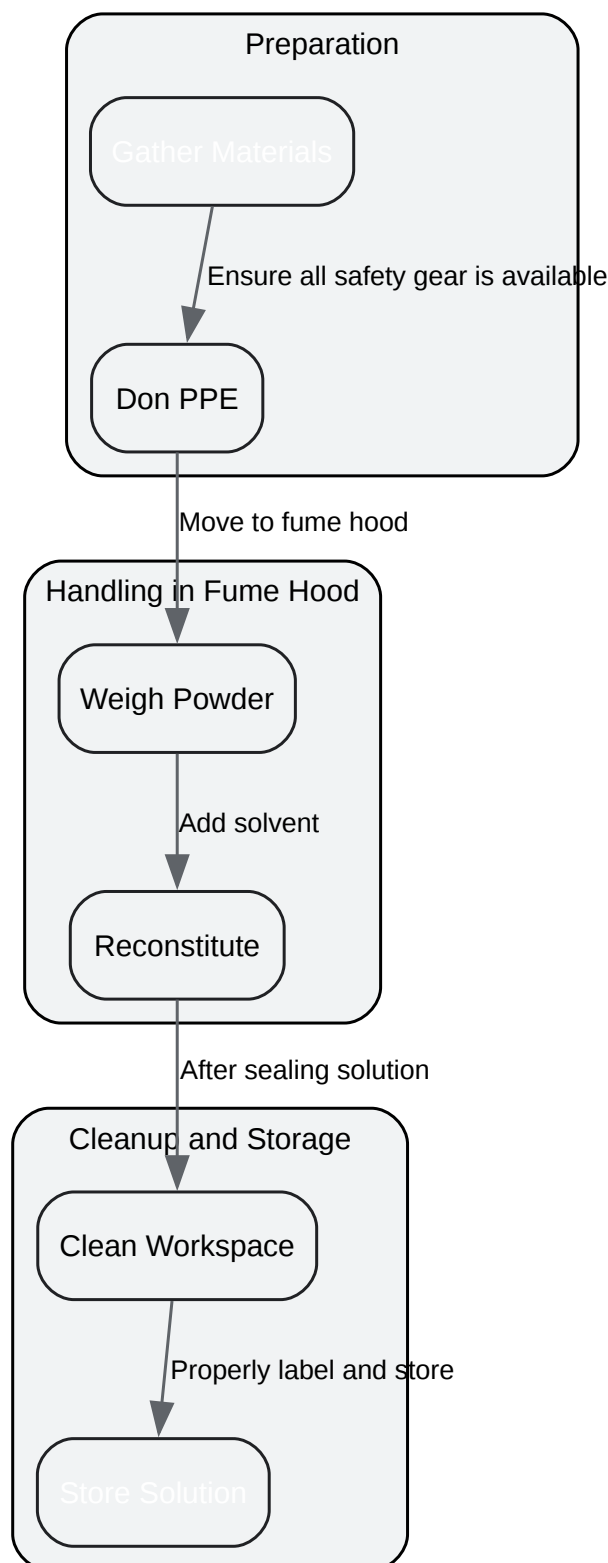 Preparation
Gather Materials
Ensure all safety gear is available
Don PPE
Move to fume hood
Handling in Fume Hood
Weigh Powder
Add solvent
Reconstitute
After sealing solution
Cleanup and Storage
Clean Workspace
Properly label and store
Store Solution